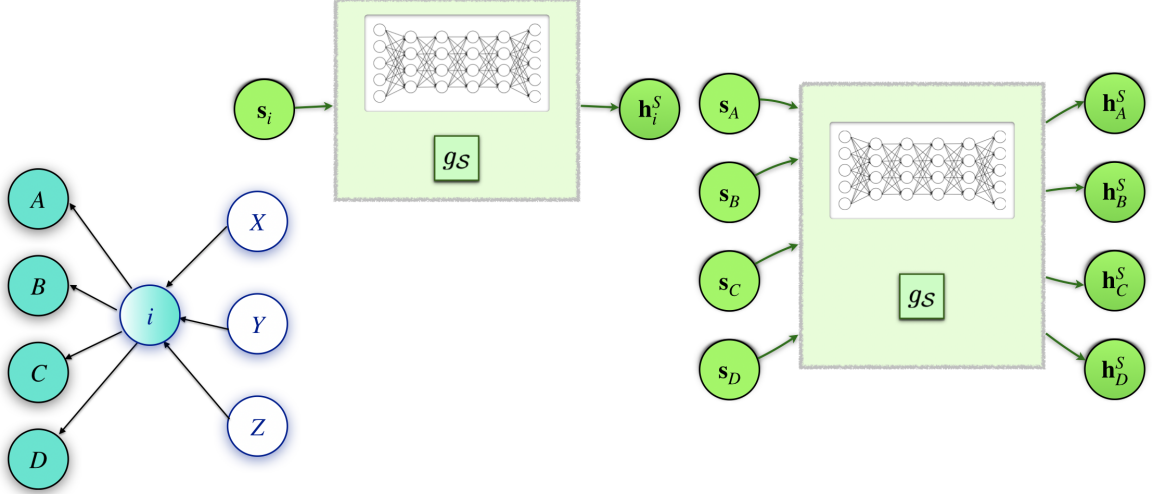 s_i
g_S
h_i^S
A
B
C
D
i
X
Y
Z
s_A
s_B
s_C
s_D
g_S
h_A^S
h_B^S
h_C^S
h_D^S